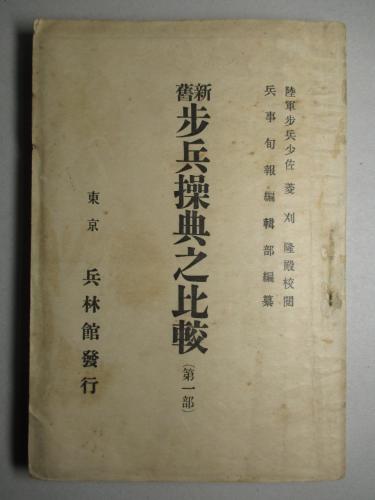 陸軍步兵少佐 菱刈隆殿校閱
兵事旬報編輯部編纂
新舊
步兵操典之比較(第一部)
東京 兵林館發行